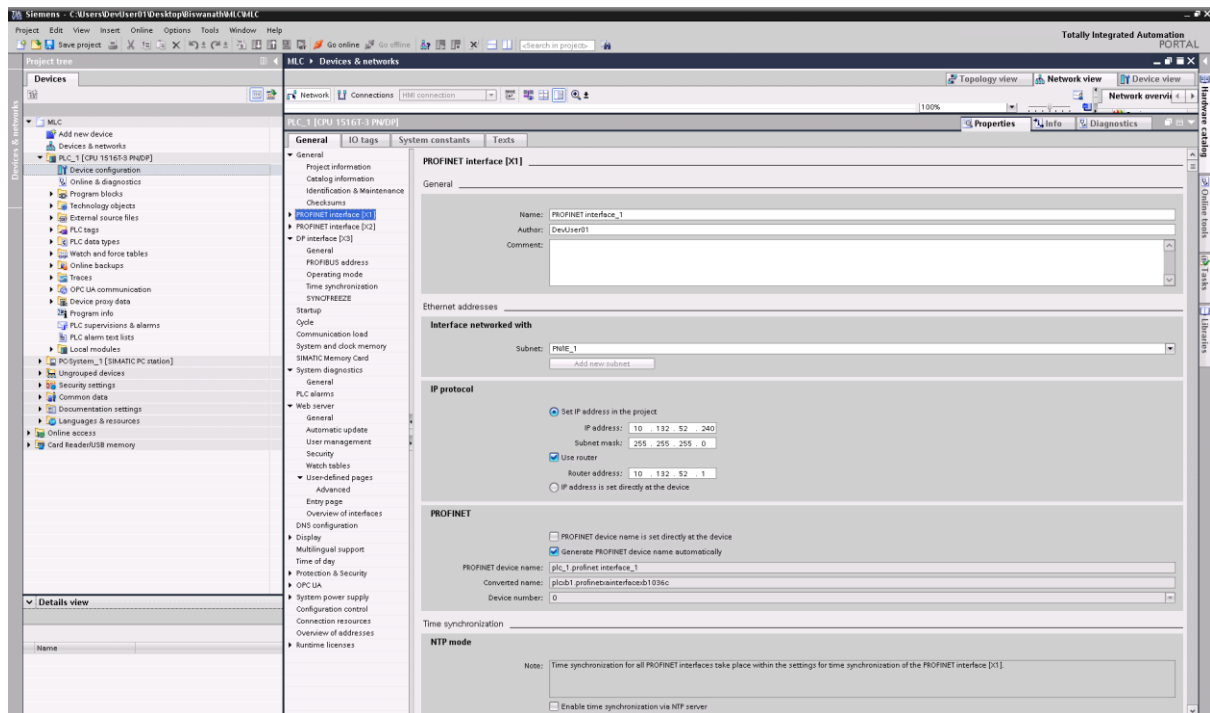 Siemens - C:\Users\DevUser01\Desktop\Biswanath\MLC\MLC
Project Edit View Insert Online Options Tools Window Help
Totally Integrated Automation
PORTAL
Save project
Go online
Go offline
<Search in project>
Project tree
MLC ▸ Devices & networks
Devices
Topology view
Network view
Device view
Network
Connections
HMI connection
Network overvie
100%
MLC
Add new device
Devices & networks
PLC_1 [CPU 1516T-3 PN/DP]
Device configuration
Online & diagnostics
Program blocks
Technology objects
External source files
PLC tags
PLC data types
Watch and force tables
Online backups
Traces
OPC UA communication
Device proxy data
Program info
PLC supervisions & alarms
PLC alarm text lists
Local modules
PC-System_1 [SIMATIC PC station]
Ungrouped devices
Security settings
Common data
Documentation settings
Languages & resources
Online access
Card Reader/USB memory
Details view
Name
Devices & networks
PLC_1 [CPU 1516T-3 PN/DP]
Properties
Info
Diagnostics
General
IO tags
System constants
Texts
General
Project information
Catalog information
Identification & Maintenance
Checksums
PROFINET interface [X1]
PROFINET interface [X2]
DP interface [X3]
General
PROFIBUS address
Operating mode
Time synchronization
SYNC/FREEZE
Startup
Cycle
Communication load
System and clock memory
SIMATIC Memory Card
System diagnostics
General
PLC alarms
Web server
General
Automatic update
User management
Security
Watch tables
User-defined pages
Advanced
Entry page
Overview of interfaces
DNS configuration
Display
Multilingual support
Time of day
Protection & Security
OPC UA
System power supply
Configuration control
Connection resources
Overview of addresses
Runtime licenses
PROFINET interface [X1]
General
Name: PROFINET interface_1
Author: DevUser01
Comment:
Ethernet addresses
Interface networked with
Subnet: PN/IE_1
Add new subnet
IP protocol
Set IP address in the project
IP address: 10 . 132 . 52 . 240
Subnet mask: 255 . 255 . 255 . 0
Use router
Router address: 10 . 132 . 52 . 1
IP address is set directly at the device
PROFINET
PROFINET device name is set directly at the device
Generate PROFINET device name automatically
PROFINET device name: plc_1.profinet interface_1
Converted name: plcxb1.profinetxainterfacexb1036c
Device number: 0
Time synchronization
NTP mode
Note: Time synchronization for all PROFINET interfaces take place within the settings for time synchronization of the PROFINET interface [X1].
Enable time synchronization via NTP server
Hardware catalog
Online tools
Tasks
Libraries